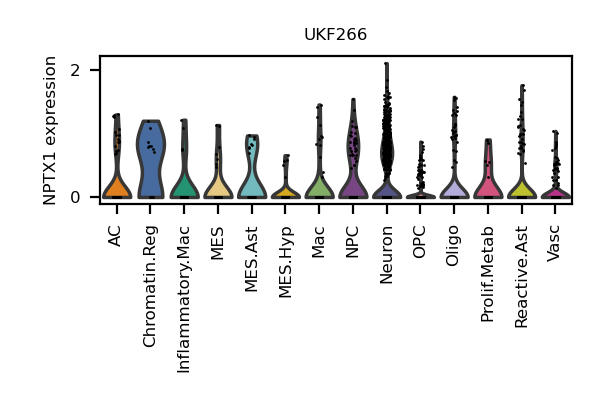 UKF266
NPTX1 expression
2
0
AC
Chromatin.Reg
Inflammatory.Mac
MES
MES.Ast
MES.Hyp
Mac
NPC
Neuron
OPC
Oligo
Prolif.Metab
Reactive.Ast
Vasc